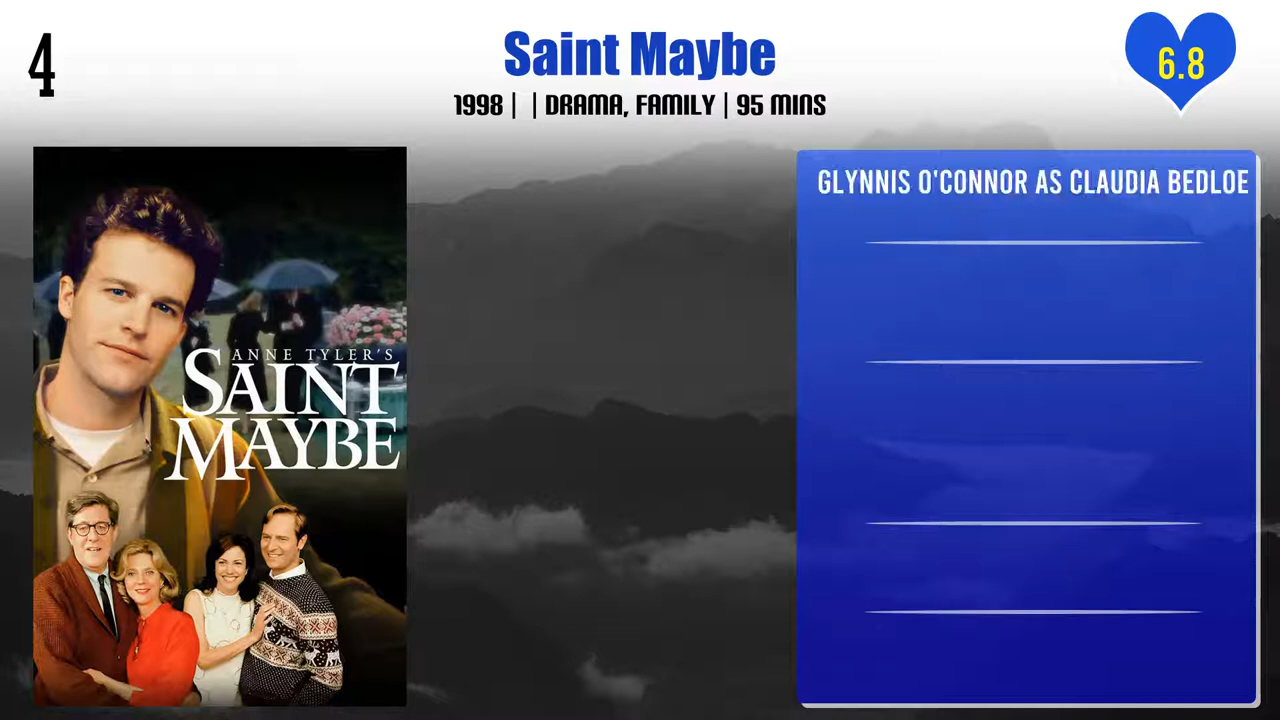 4
Saint Maybe
6.8
1998 | | DRAMA, FAMILY | 95 MINS
GLYNNIS O'CONNOR AS CLAUDIA BEDLOE
ANNE TYLER'S
SAINT
MAYBE